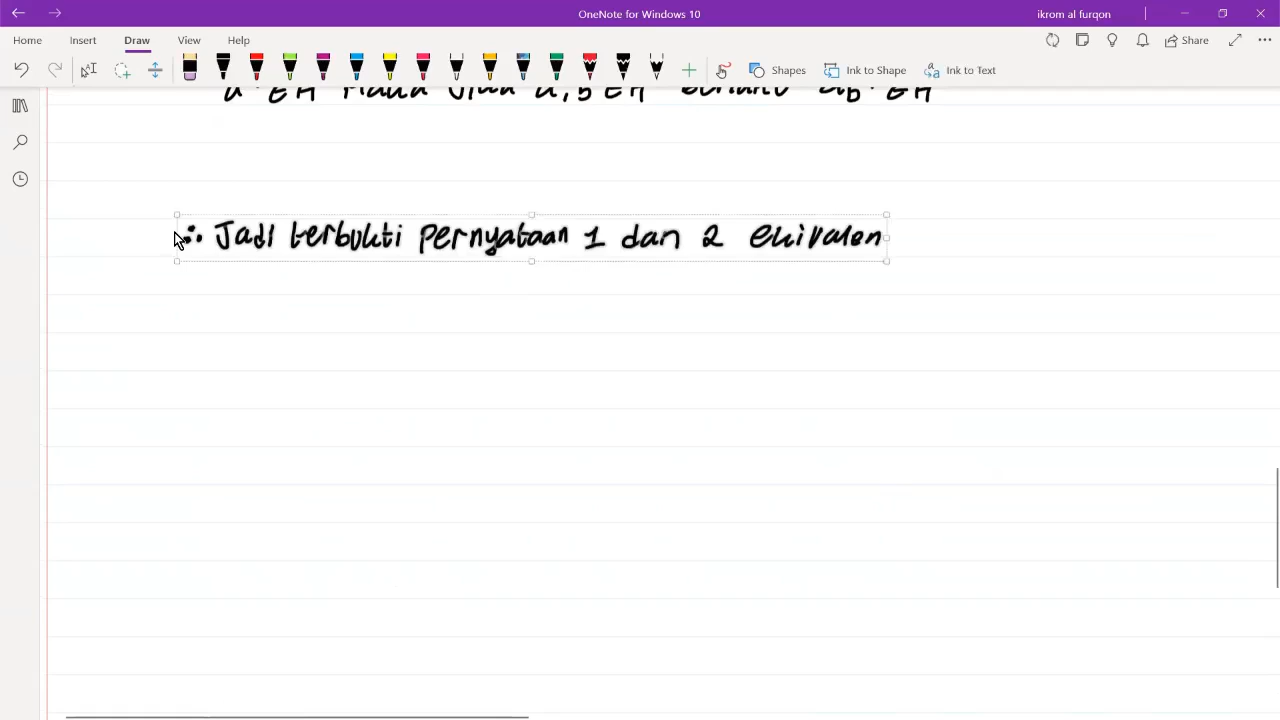 OneNote for Windows 10
ikrom al furqon
Home Insert Draw View Help
Share
Shapes Ink to Shape Ink to Text
∴ Jadi terbukti pernyataan 1 dan 2 ekivalen